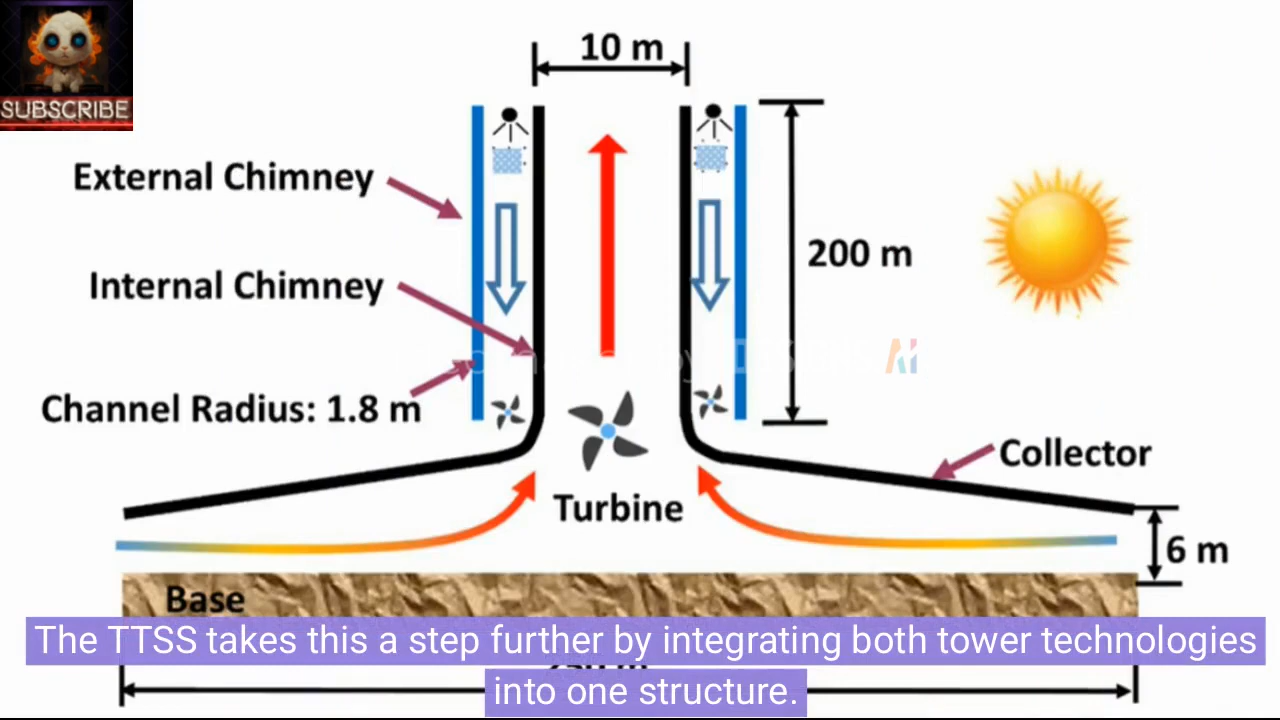 SUBSCRIBE
10 m
External Chimney
200 m
Internal Chimney
Channel Radius: 1.8 m
Collector
Turbine
6 m
Base
The TTSS takes this a step further by integrating both tower technologies
into one structure.